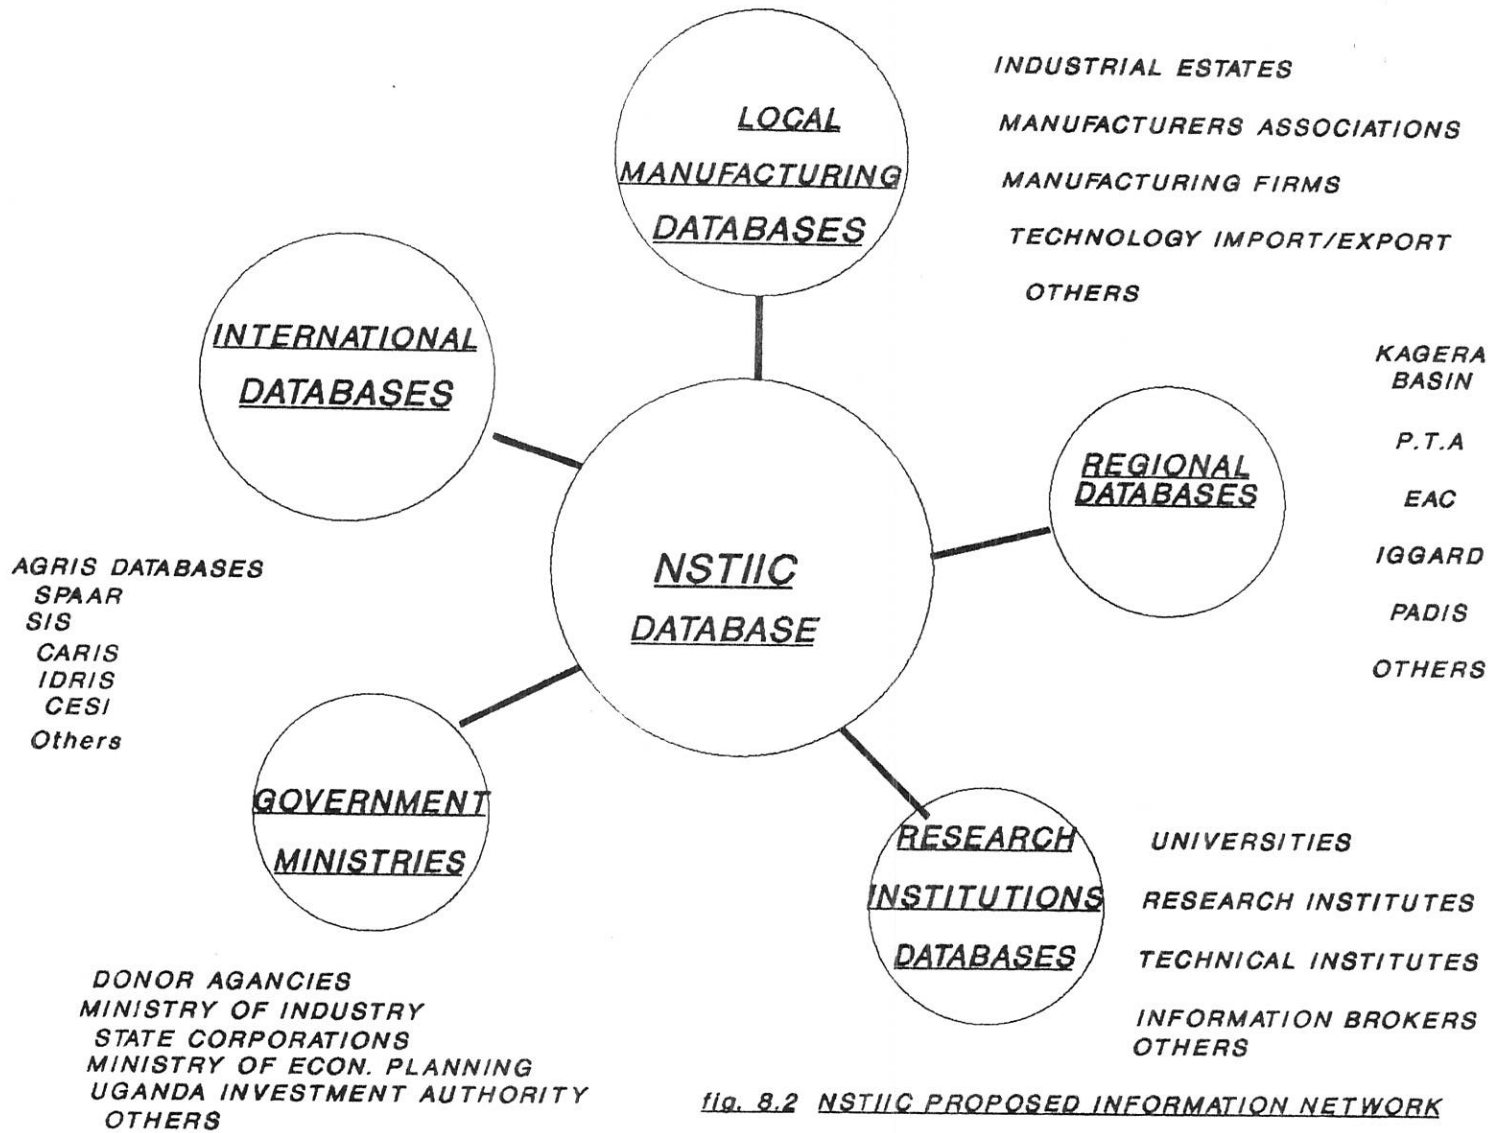 LOCAL
MANUFACTURING
DATABASES
INDUSTRIAL ESTATES
MANUFACTURERS ASSOCIATIONS
MANUFACTURING FIRMS
TECHNOLOGY IMPORT/EXPORT
OTHERS
INTERNATIONAL
DATABASES
AGRIS DATABASES
SPAAR
SIS
CARIS
IDRIS
CESI
Others
NSTIIC
DATABASE
REGIONAL
DATABASES
KAGERA
BASIN
P.T.A
EAC
IGGARD
PADIS
OTHERS
GOVERNMENT
MINISTRIES
DONOR AGANCIES
MINISTRY OF INDUSTRY
STATE CORPORATIONS
MINISTRY OF ECON. PLANNING
UGANDA INVESTMENT AUTHORITY
OTHERS
RESEARCH
INSTITUTIONS
DATABASES
UNIVERSITIES
RESEARCH INSTITUTES
TECHNICAL INSTITUTES
INFORMATION BROKERS
OTHERS
fig. 8.2 NSTIIC PROPOSED INFORMATION NETWORK